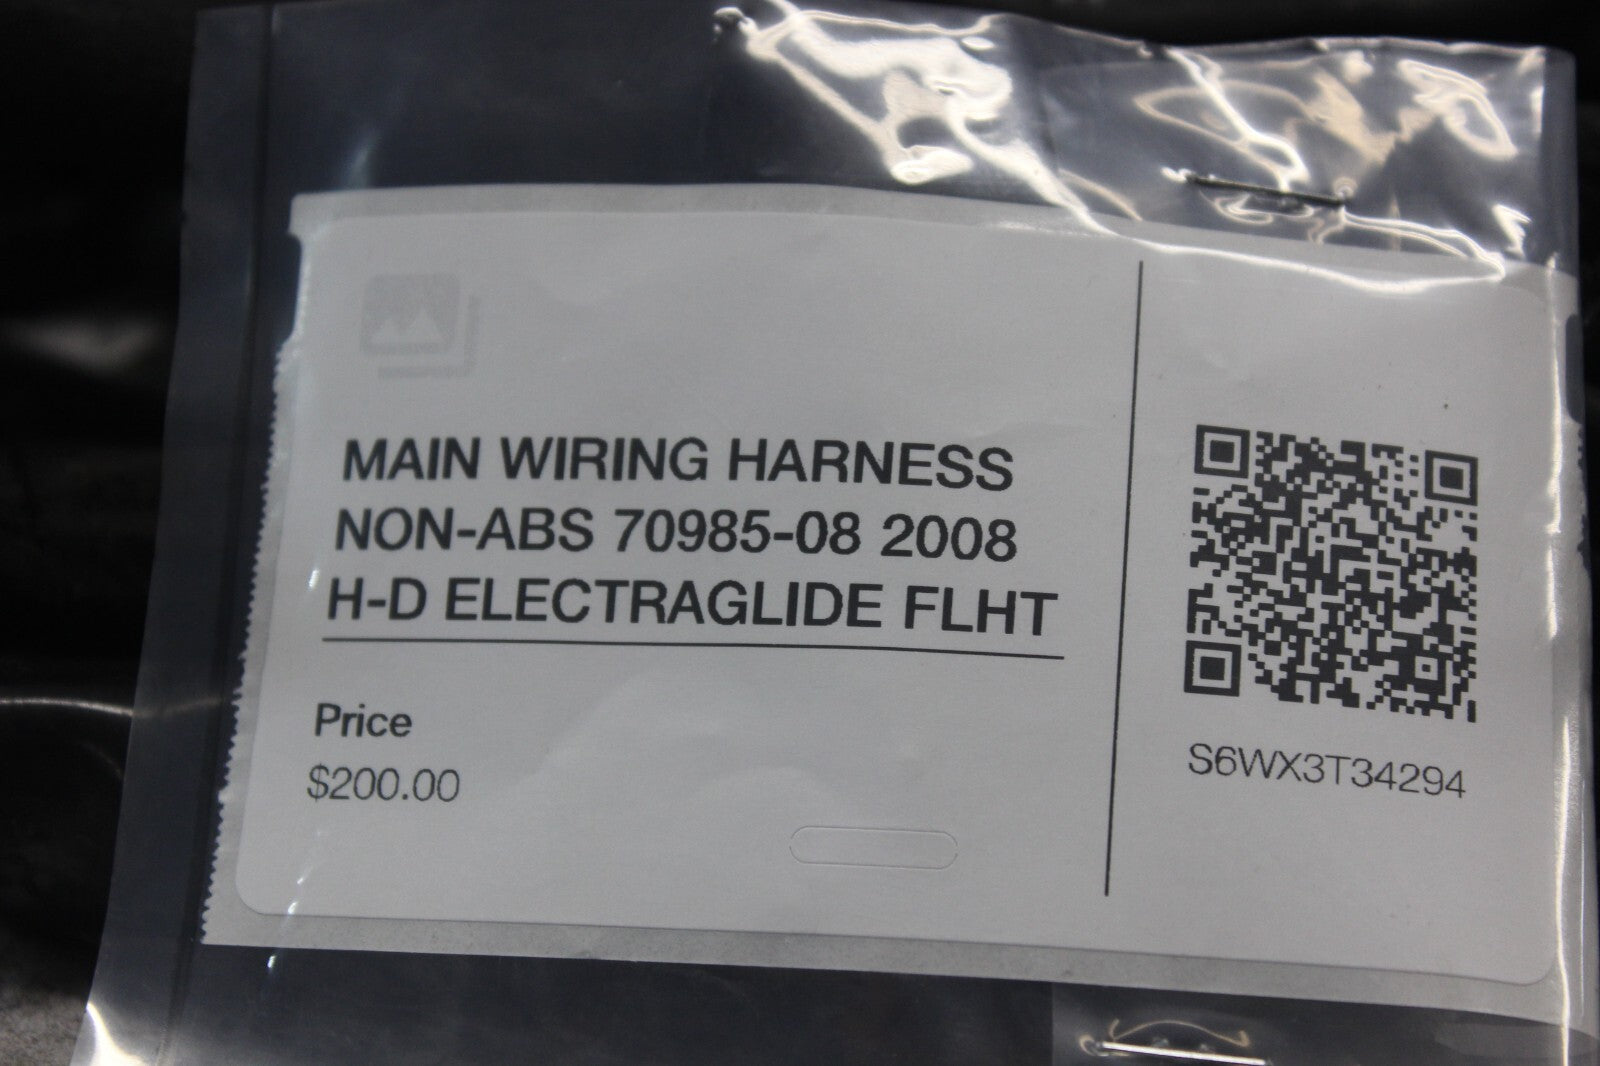 MAIN WIRING HARNESS
NON-ABS 70985-08 2008
H-D ELECTRAGLIDE FLHT
Price
$200.00
S6WX3T34294